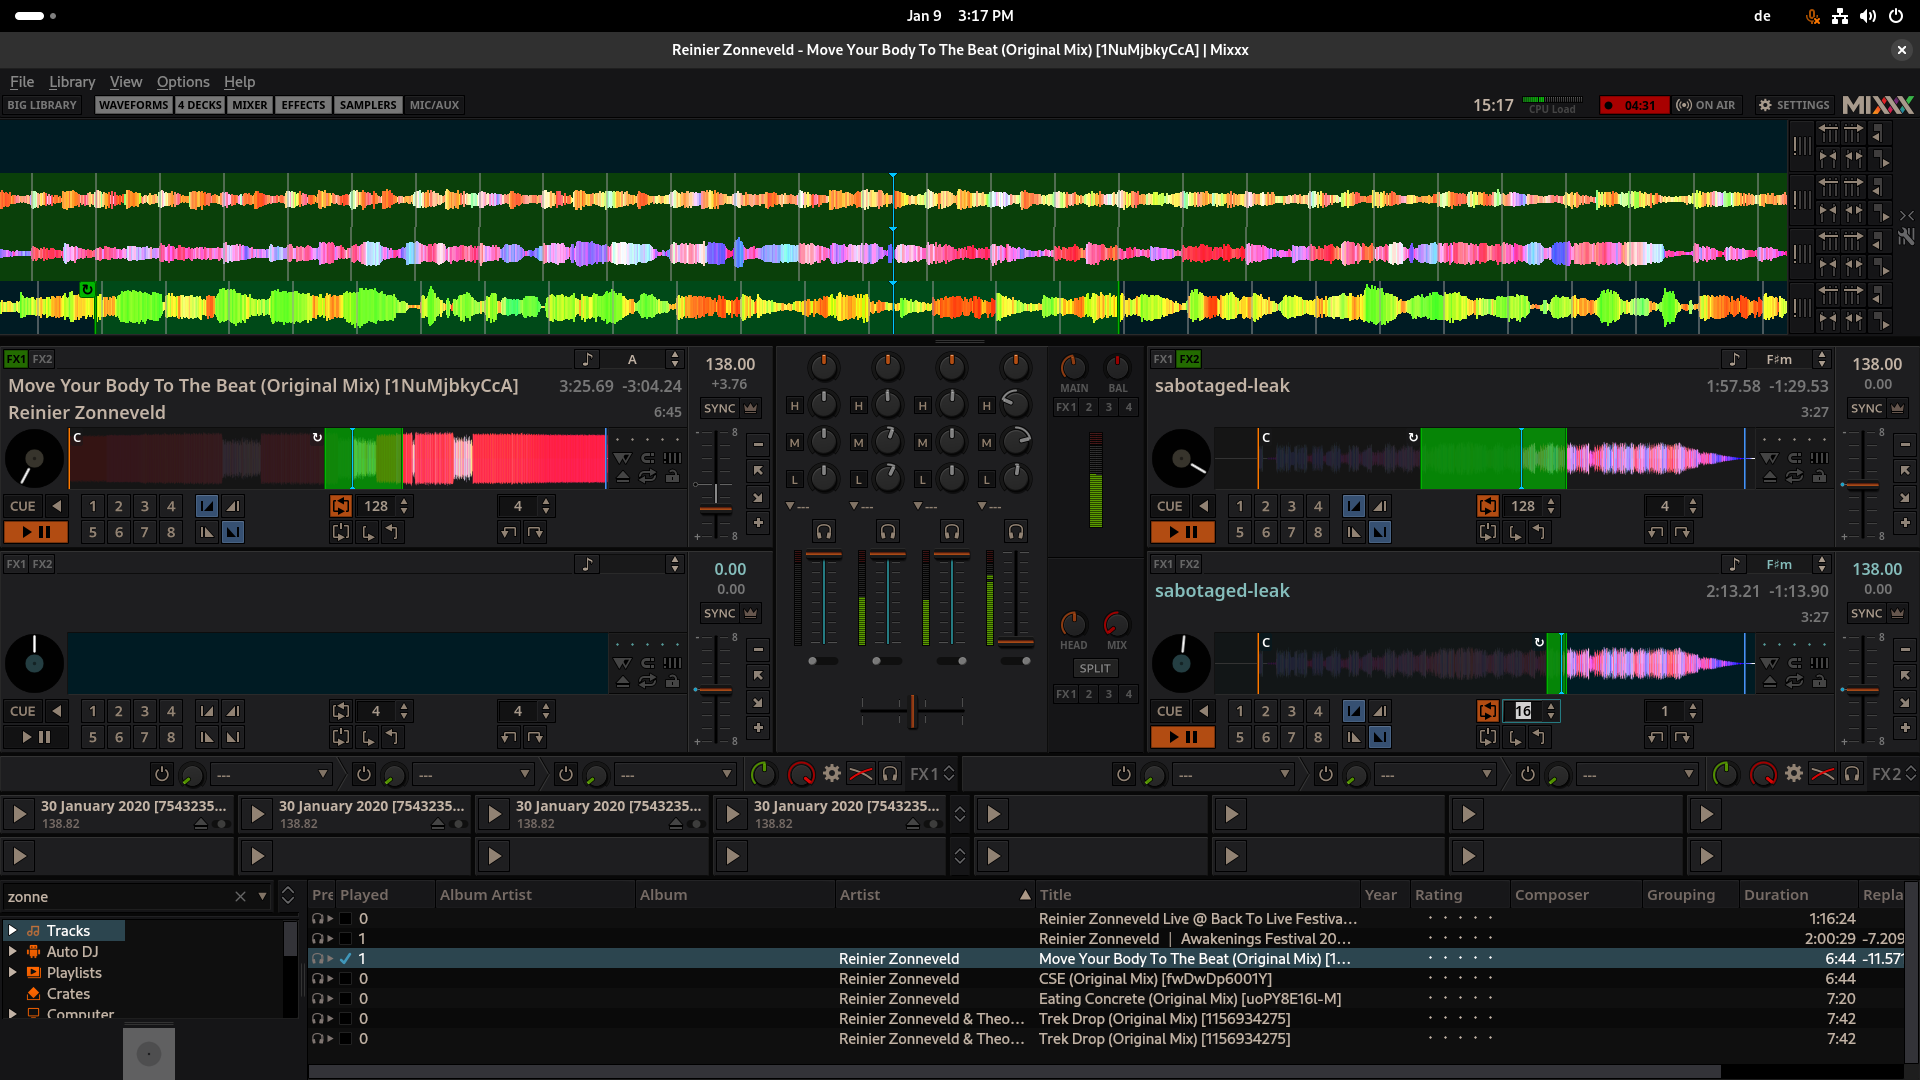 Jan 9 3:17 PM
de
Reinier Zonneveld - Move Your Body To The Beat (Original Mix) [1NuMjbkyCcA] | Mixxx
File Library View Options Help
BIG LIBRARY WAVEFORMS 4 DECKS MIXER EFFECTS SAMPLERS MIC/AUX
15:17 CPU Load 04:31 ON AIR SETTINGS MIXXX
FX1 FX2 A 138.00
Move Your Body To The Beat (Original Mix) [1NuMjbkyCcA] 3:25.69 -3:04.24 +3.76
Reinier Zonneveld 6:45 SYNC
C 8
CUE 1 2 3 4 128 4
5 6 7 8 8
FX1 FX2 0.00
0.00
SYNC
8
CUE 1 2 3 4 4 4
5 6 7 8 8
H H H H
M M M M
L L L L
--- --- --- ---
MAIN BAL
FX1 2 3 4
HEAD MIX
SPLIT
FX1 2 3 4
FX1 FX2 F♯m 138.00
sabotaged-leak 1:57.58 -1:29.53 0.00
3:27 SYNC
C 8
CUE 1 2 3 4 128 4
5 6 7 8 8
FX1 FX2 F♯m 138.00
sabotaged-leak 2:13.21 -1:13.90 0.00
3:27 SYNC
C 8
CUE 1 2 3 4 16 1
5 6 7 8 8
--- --- --- FX1 --- --- --- FX2
30 January 2020 [7543235... 30 January 2020 [7543235... 30 January 2020 [7543235... 30 January 2020 [7543235...
138.82 138.82 138.82 138.82
zonne
Tracks
Auto DJ
Playlists
Crates
Computer
Pre Played Album Artist Album Artist Title Year Rating Composer Grouping Duration Repla
0 Reinier Zonneveld Live @ Back To Live Festiva... 1:16:24
1 Reinier Zonneveld | Awakenings Festival 20... 2:00:29 -7.209
1 Reinier Zonneveld Move Your Body To The Beat (Original Mix) [1... 6:44 -11.57
0 Reinier Zonneveld CSE (Original Mix) [fwDwDp6001Y] 6:44
0 Reinier Zonneveld Eating Concrete (Original Mix) [uoPY8E16l-M] 7:20
0 Reinier Zonneveld & Theo... Trek Drop (Original Mix) [1156934275] 7:42
0 Reinier Zonneveld & Theo... Trek Drop (Original Mix) [1156934275] 7:42